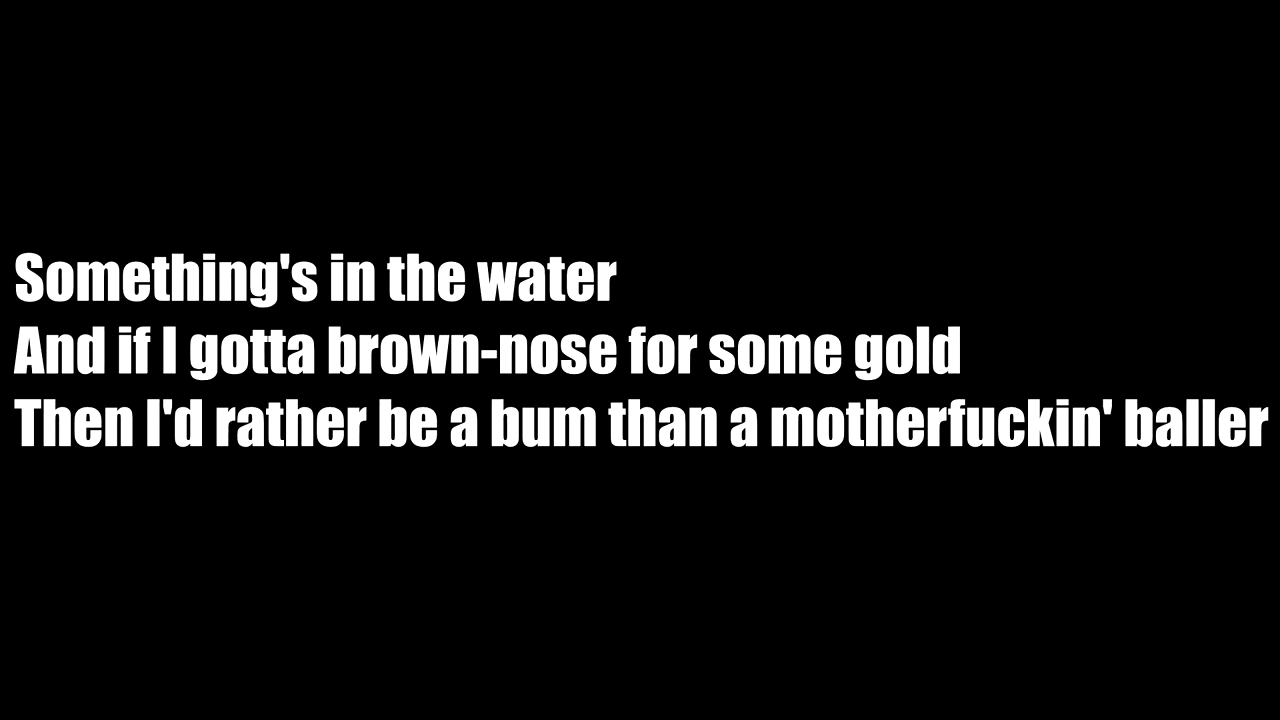 Something's in the water
And if I gotta brown-nose for some gold
Then I'd rather be a bum than a motherfuckin' baller